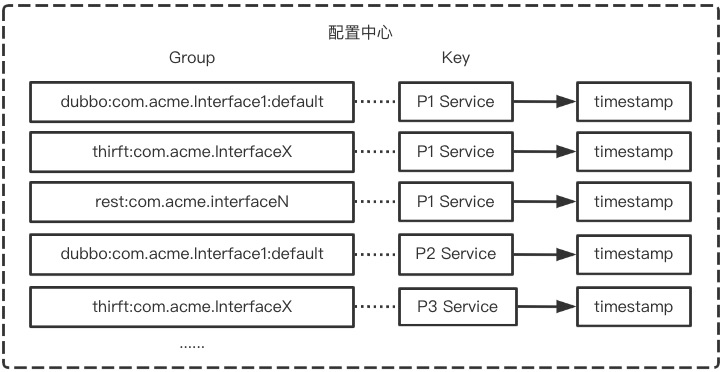 配置中心
Group Key
dubbo:com.acme.Interface1:default P1 Service timestamp
thirft:com.acme.InterfaceX P1 Service timestamp
rest:com.acme.interfaceN P1 Service timestamp
dubbo:com.acme.Interface1:default P2 Service timestamp
thirft:com.acme.InterfaceX P3 Service timestamp
......